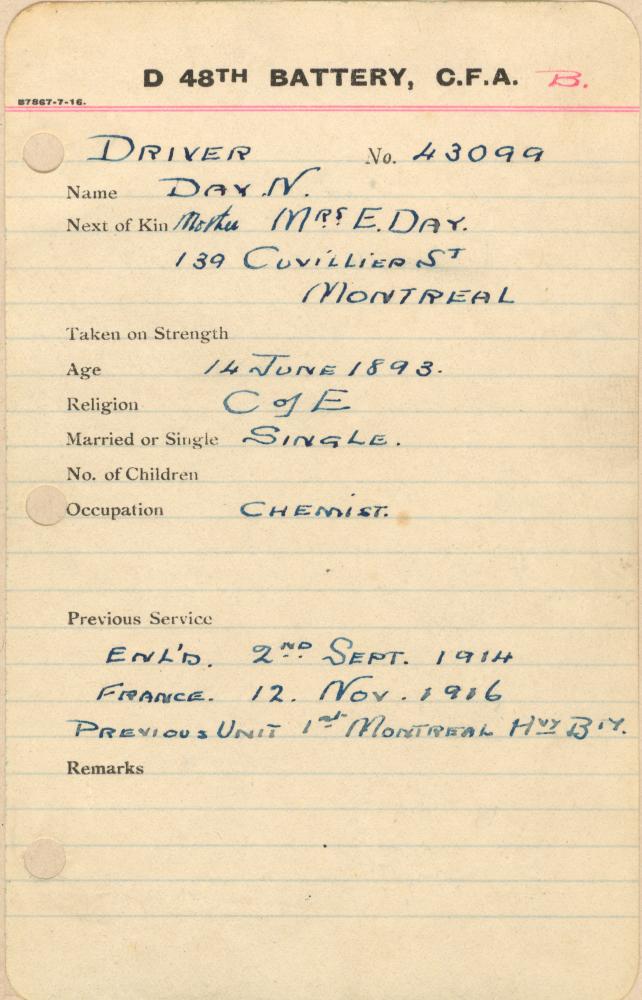 D 48TH BATTERY, C.F.A. B.
B7867-7-16.
DRIVER No. 43099
Name DAY. N.
Next of Kin Mother MRS E. DAY.
139 CUVILLIER ST
MONTREAL
Taken on Strength
Age 14 JUNE 1893.
Religion C of E
Married or Single SINGLE.
No. of Children
Occupation CHEMIST.
Previous Service
ENL'D. 2ND SEPT. 1914
FRANCE. 12. NOV. 1916
PREVIOUS UNIT 1st MONTREAL HVY BTY.
Remarks